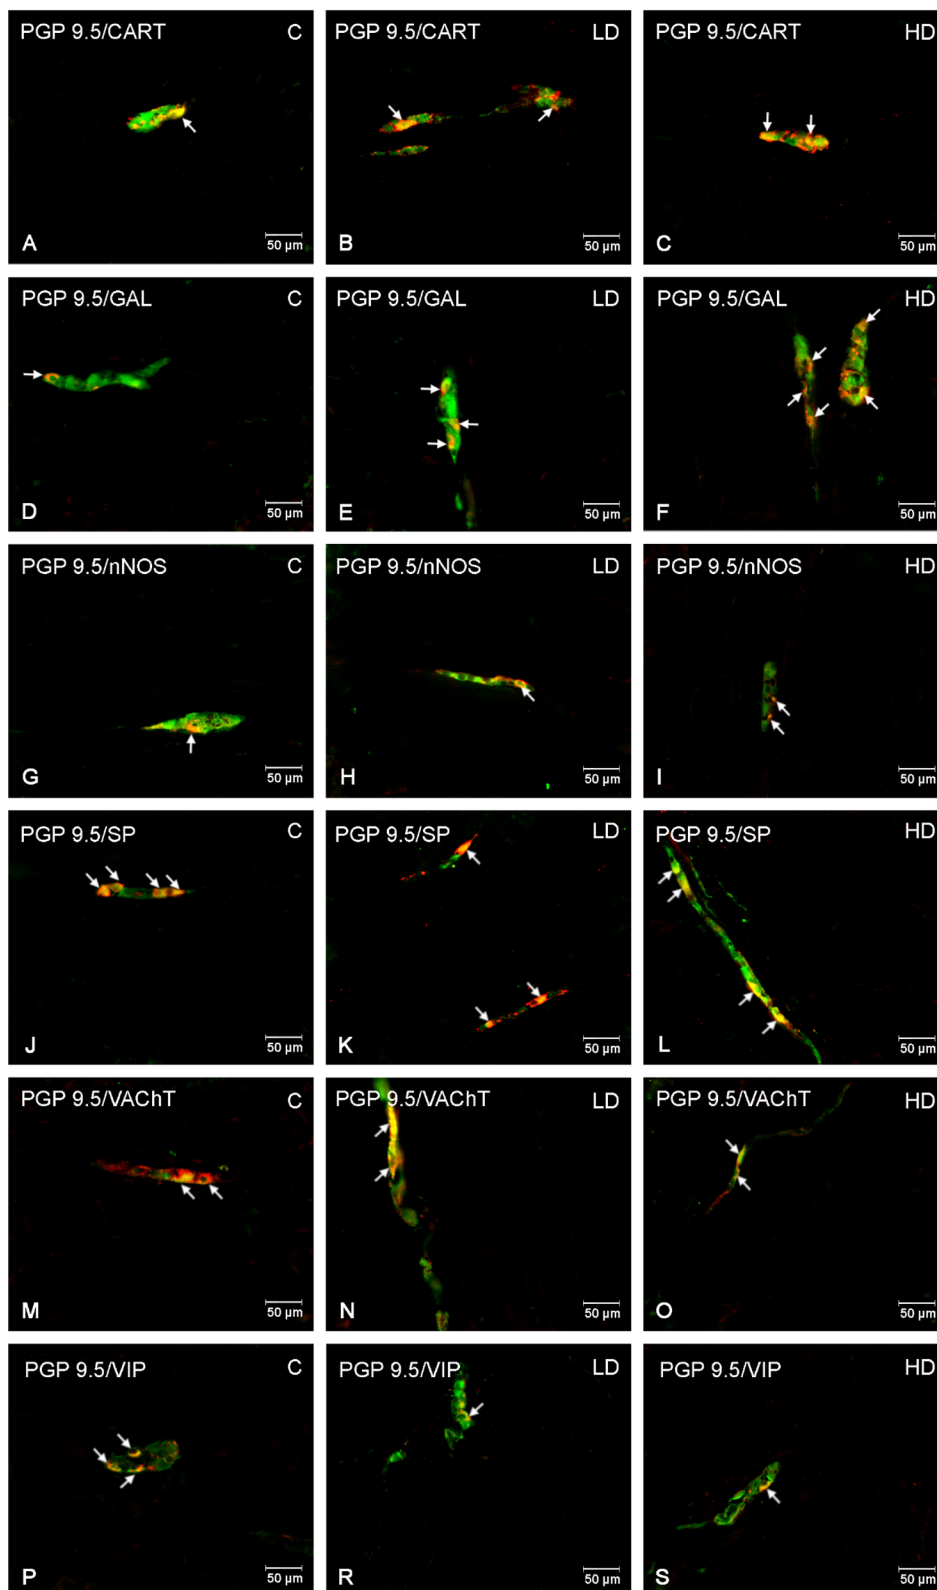 PGP 9.5/CART C
50 µm
A
PGP 9.5/CART LD
50 µm
B
PGP 9.5/CART HD
50 µm
C
PGP 9.5/GAL C
50 µm
D
PGP 9.5/GAL LD
50 µm
E
PGP 9.5/GAL HD
50 µm
F
PGP 9.5/nNOS C
50 µm
G
PGP 9.5/nNOS LD
50 µm
H
PGP 9.5/nNOS HD
50 µm
I
PGP 9.5/SP C
50 µm
J
PGP 9.5/SP LD
50 µm
K
PGP 9.5/SP HD
50 µm
L
PGP 9.5/VAChT C
50 µm
M
PGP 9.5/VAChT LD
50 µm
N
PGP 9.5/VAChT HD
50 µm
O
PGP 9.5/VIP C
50 µm
P
PGP 9.5/VIP LD
50 µm
R
PGP 9.5/VIP HD
50 µm
S